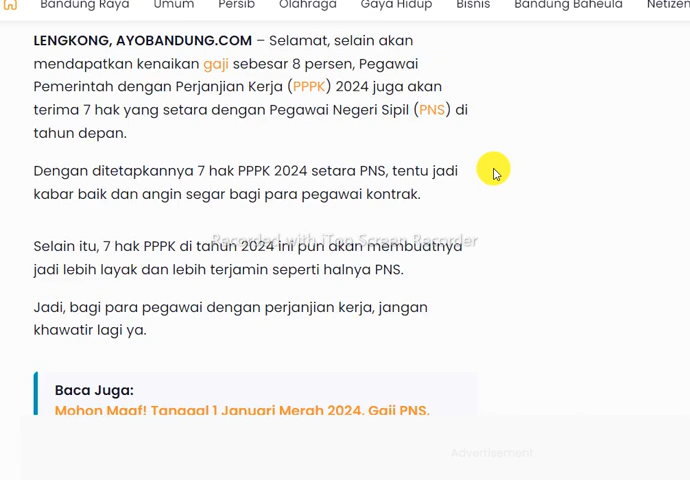 Bandung Raya Umum Persib Olahraga Gaya Hidup Bisnis Bandung Baheula Netizen
LENGKONG, AYOBANDUNG.COM – Selamat, selain akan
mendapatkan kenaikan gaji sebesar 8 persen, Pegawai
Pemerintah dengan Perjanjian Kerja (PPPK) 2024 juga akan
terima 7 hak yang setara dengan Pegawai Negeri Sipil (PNS) di
tahun depan.
Dengan ditetapkannya 7 hak PPPK 2024 setara PNS, tentu jadi
kabar baik dan angin segar bagi para pegawai kontrak.
Recorded with iTop Screen Recorder
Selain itu, 7 hak PPPK di tahun 2024 ini pun akan membuatnya
jadi lebih layak dan lebih terjamin seperti halnya PNS.
Jadi, bagi para pegawai dengan perjanjian kerja, jangan
khawatir lagi ya.
Baca Juga:
Mohon Maaf! Tanggal 1 Januari Merah 2024, Gaji PNS,
Advertisement